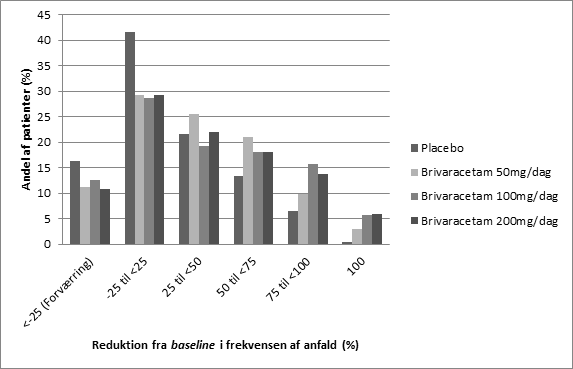 45
40
35
30
25
20
15
10
5
0
Andel af patienter (%)
<-25 (Forværring)
-25 til <25
25 til <50
50 til <75
75 til <100
100
Reduktion fra baseline i frekvensen af anfald (%)
Placebo
Brivaracetam 50mg/dag
Brivaracetam 100mg/dag
Brivaracetam 200mg/dag